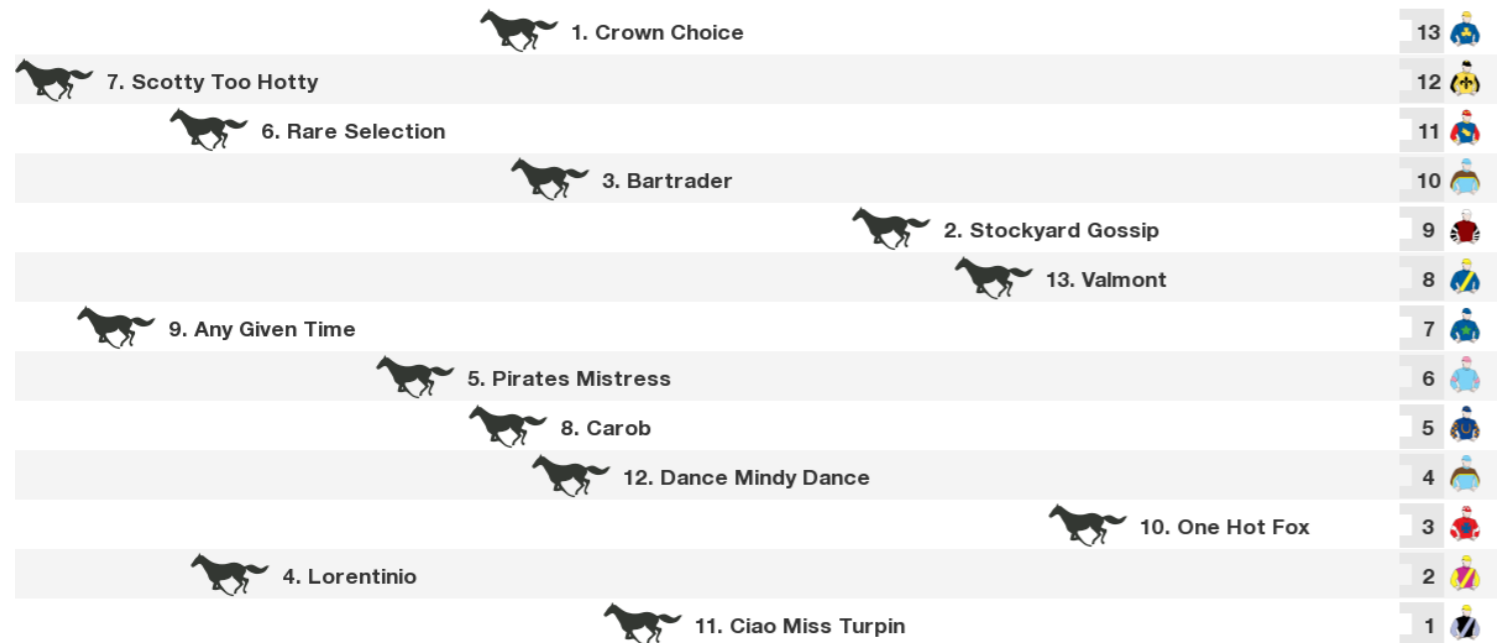 1. Crown Choice 13
7. Scotty Too Hotty 12
6. Rare Selection 11
3. Bartrader 10
2. Stockyard Gossip 9
13. Valmont 8
9. Any Given Time 7
5. Pirates Mistress 6
8. Carob 5
12. Dance Mindy Dance 4
10. One Hot Fox 3
4. Lorentinio 2
11. Ciao Miss Turpin 1